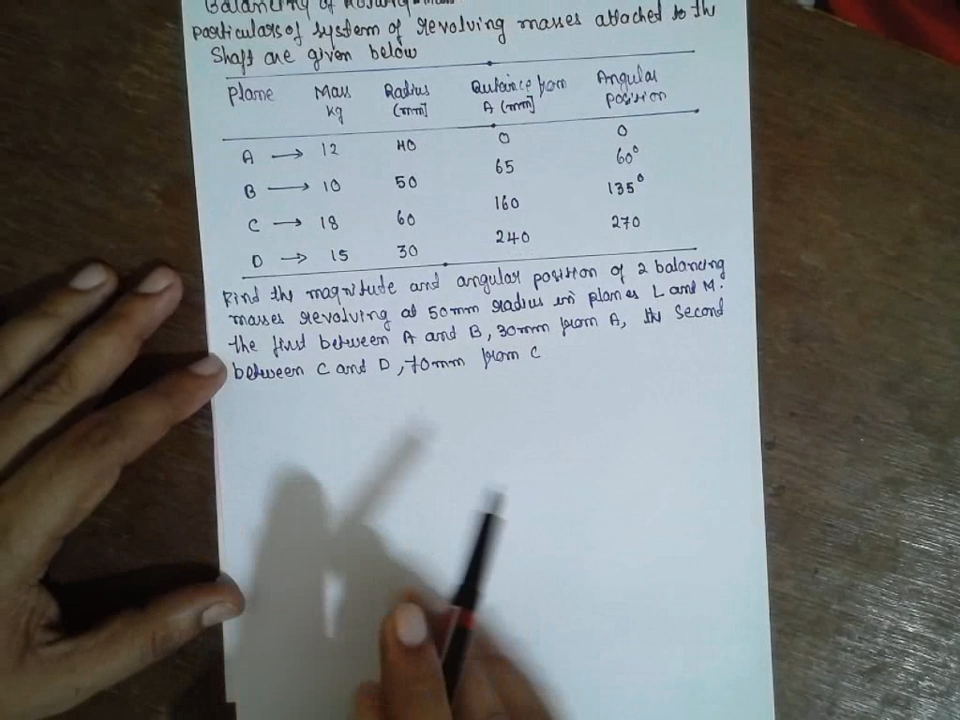 Balancing of
particulars of system of revolving masses attached to the
Shaft are given below
plane Mass kg Radius (mm) Distance from A (mm) Angular position
A → 12 40 0 0
B → 10 50 65 60°
C → 18 60 160 135°
D → 15 30 240 270
Find the magnitude and angular position of 2 balancing
masses revolving at 50mm radius in planes L and M.
the first between A and B, 30mm from A, the Second
between C and D, 70mm from C